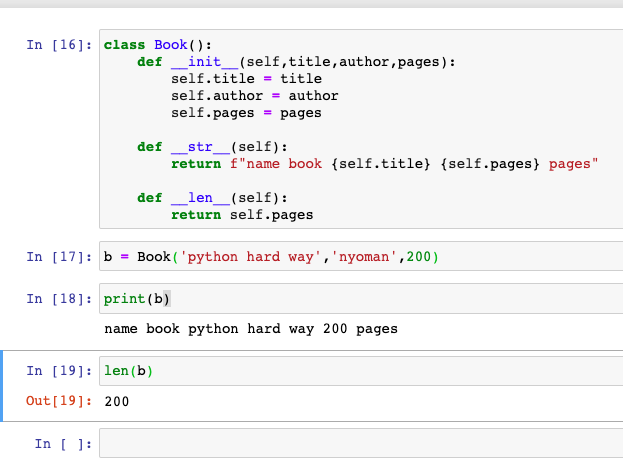 In [16]: class Book():
    def __init__(self,title,author,pages):
        self.title = title
        self.author = author
        self.pages = pages
    def __str__(self):
        return f"name book {self.title} {self.pages} pages"
    def __len__(self):
        return self.pages
In [17]: b = Book('python hard way','nyoman',200)
In [18]: print(b)
name book python hard way 200 pages
In [19]: len(b)
Out[19]: 200
In [ ]: